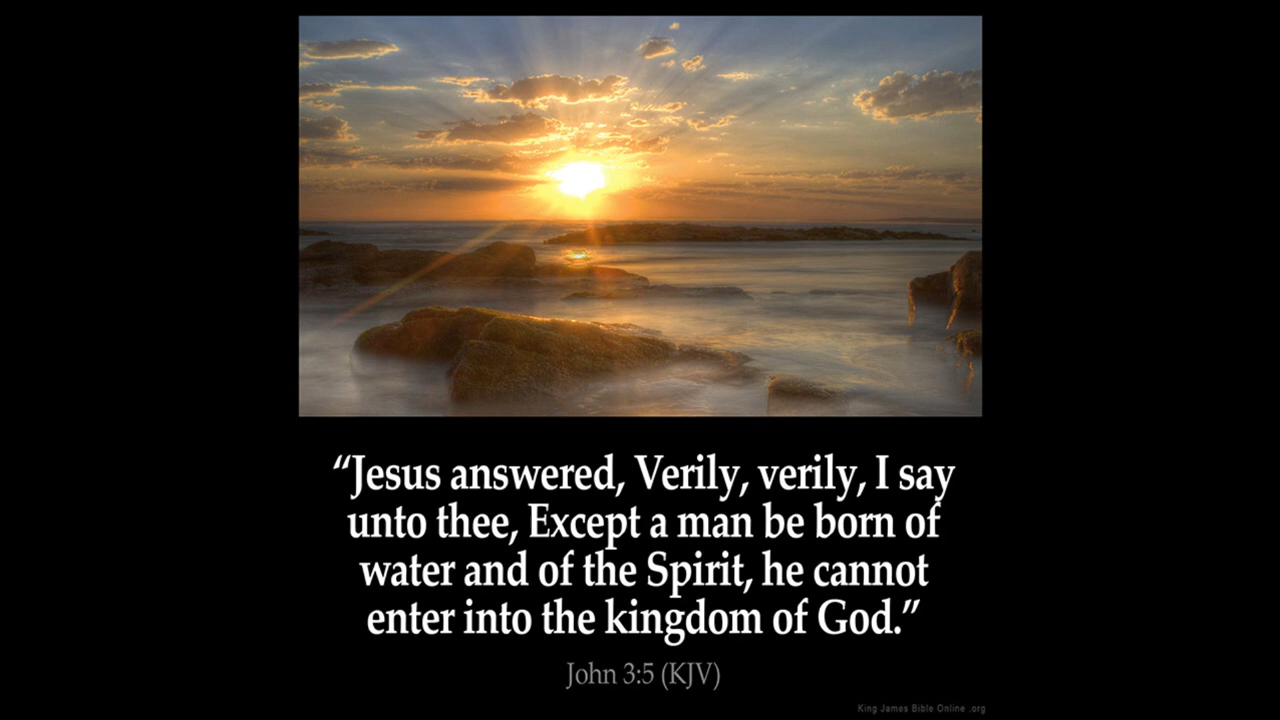 “Jesus answered, Verily, verily, I say
unto thee, Except a man be born of
water and of the Spirit, he cannot
enter into the kingdom of God.”
John 3:5 (KJV)
King James Bible Online .org